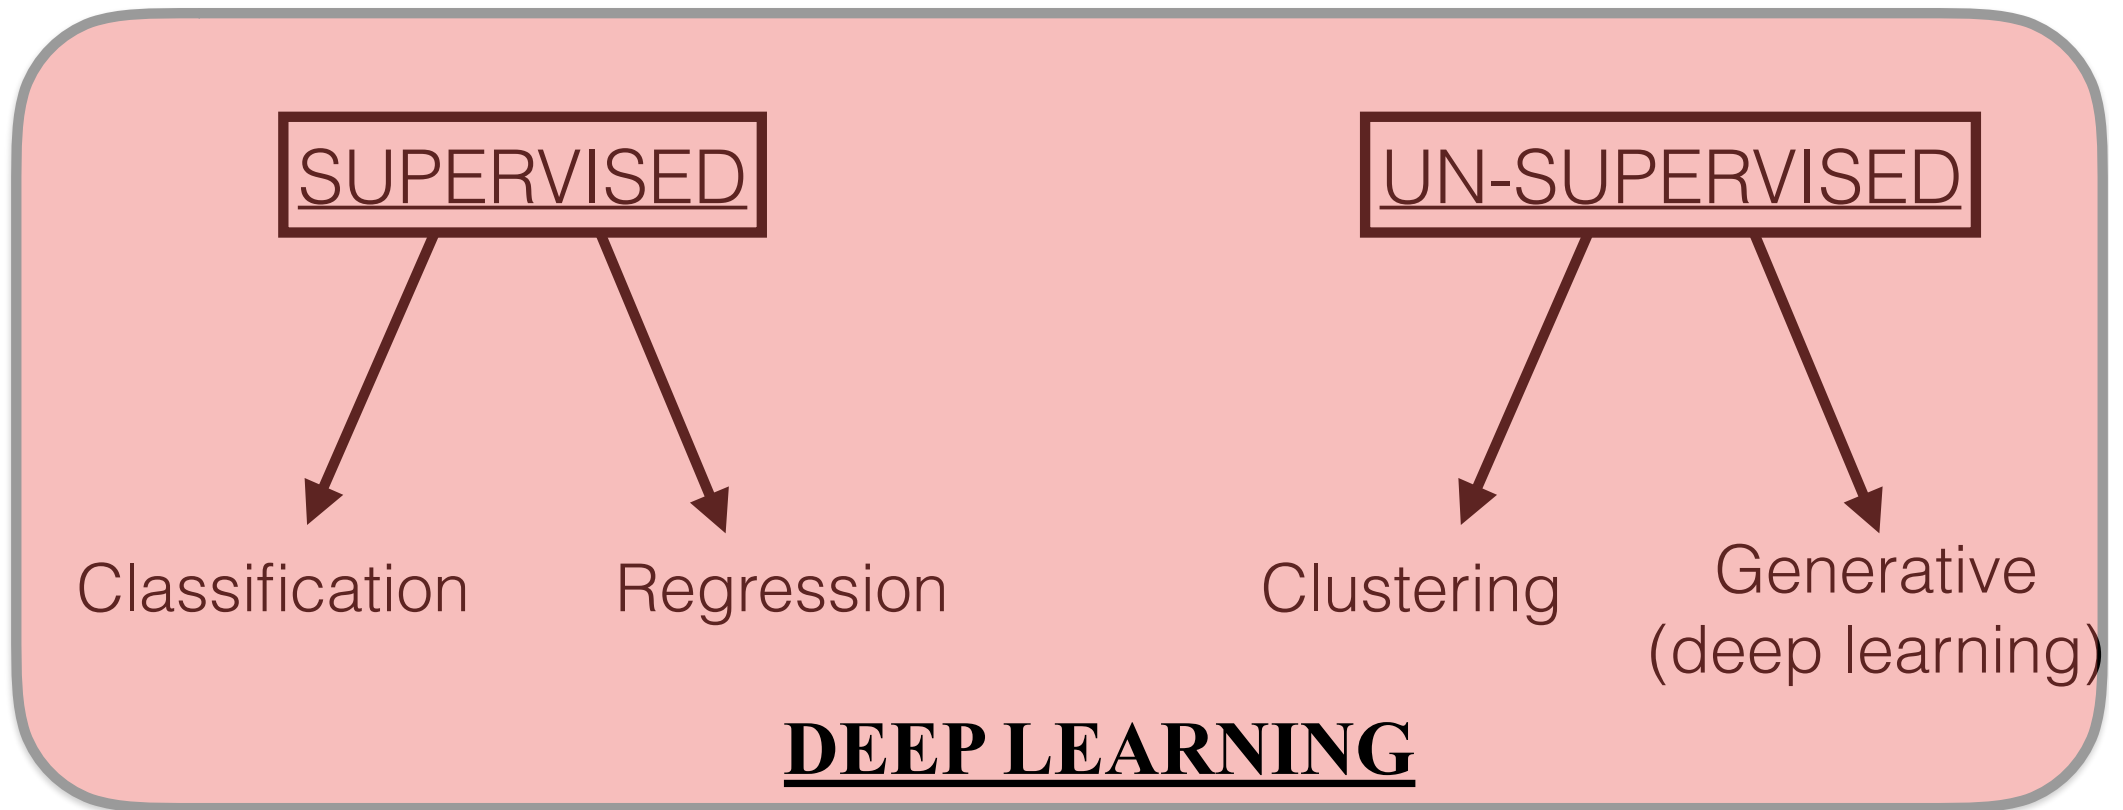 SUPERVISED
UN-SUPERVISED
Classification
Regression
Clustering
Generative
(deep learning)
DEEP LEARNING